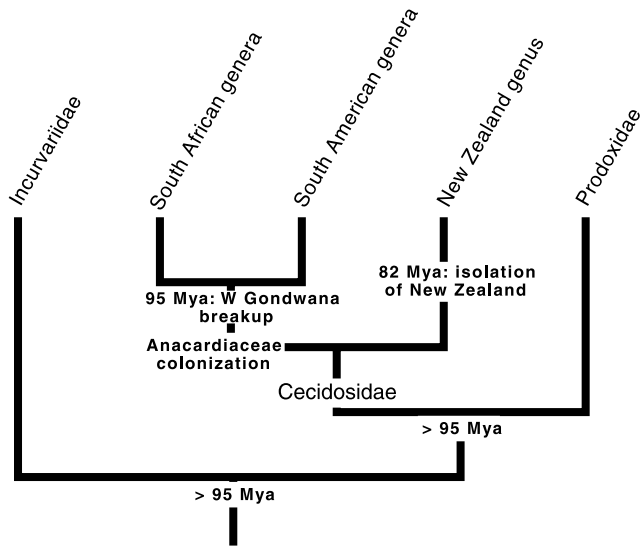 Incurvariidae
South African genera
South American genera
New Zealand genus
Prodoxidae
82 Mya: isolation
of New Zealand
95 Mya: W Gondwana
breakup
Anacardiaceae
colonization
Cecidosidae
> 95 Mya
> 95 Mya